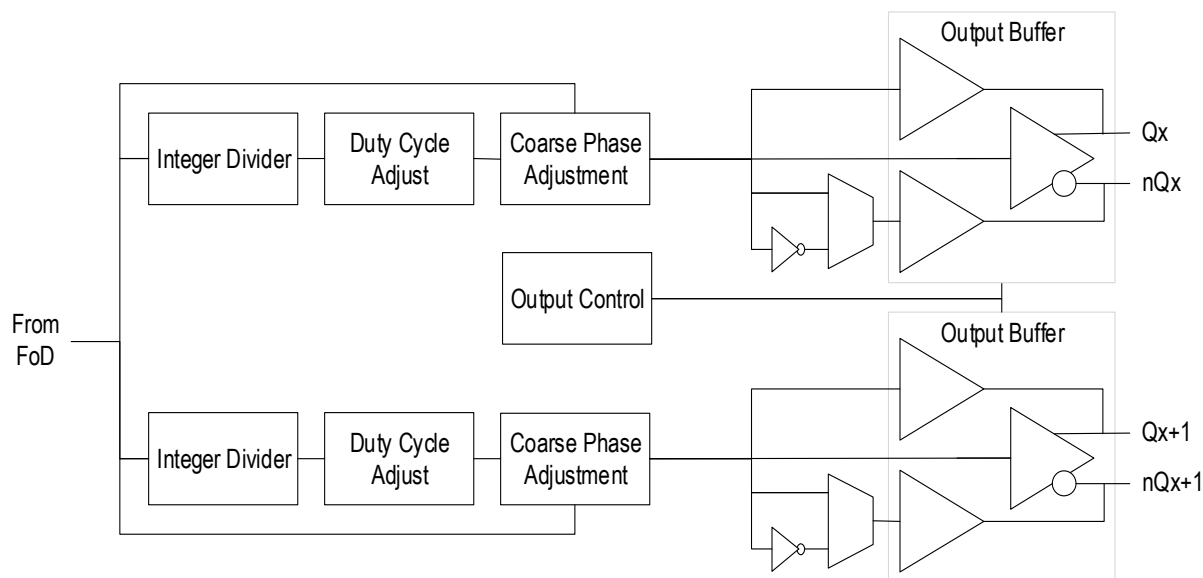 Output Buffer
Integer Divider
Duty Cycle
Adjust
Coarse Phase
Adjustment
Qx
nQx
Output Control
From
FoD
Output Buffer
Integer Divider
Duty Cycle
Adjust
Coarse Phase
Adjustment
Qx+1
nQx+1